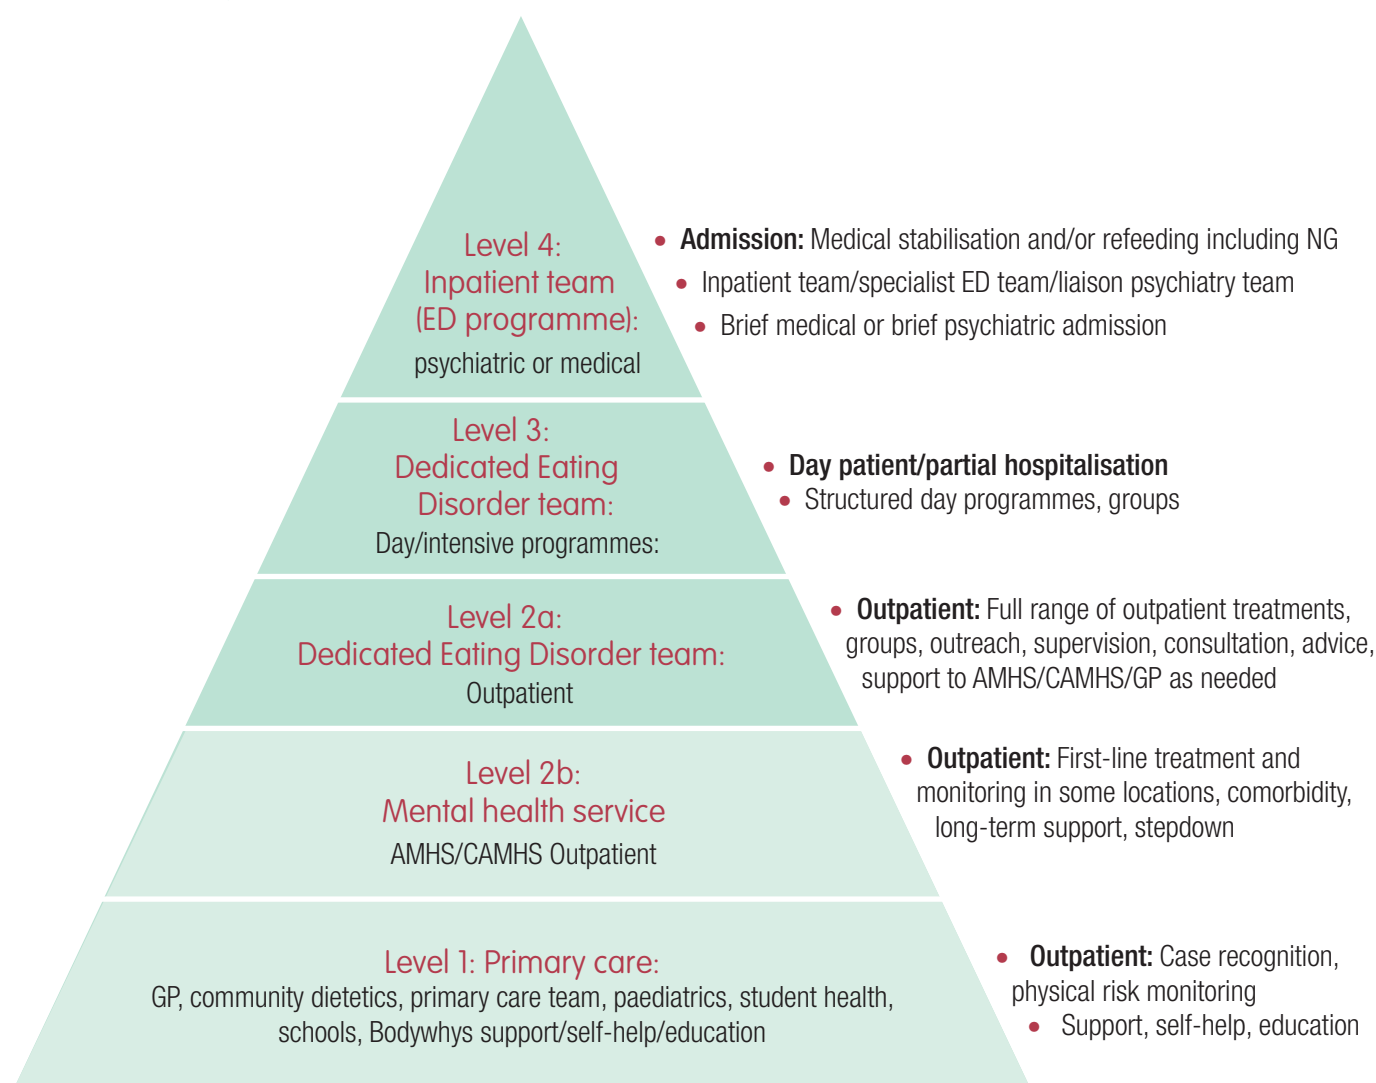 Level 4:
Inpatient team
(ED programme):
psychiatric or medical
• Admission: Medical stabilisation and/or refeeding including NG
• Inpatient team/specialist ED team/liaison psychiatry team
• Brief medical or brief psychiatric admission
Level 3:
Dedicated Eating
Disorder team:
Day/intensive programmes:
• Day patient/partial hospitalisation
• Structured day programmes, groups
Level 2a:
Dedicated Eating Disorder team:
Outpatient
• Outpatient: Full range of outpatient treatments,
groups, outreach, supervision, consultation, advice,
support to AMHS/CAMHS/GP as needed
Level 2b:
Mental health service
AMHS/CAMHS Outpatient
• Outpatient: First-line treatment and
monitoring in some locations, comorbidity,
long-term support, stepdown
Level 1: Primary care:
GP, community dietetics, primary care team, paediatrics, student health,
schools, Bodywhys support/self-help/education
• Outpatient: Case recognition,
physical risk monitoring
• Support, self-help, education